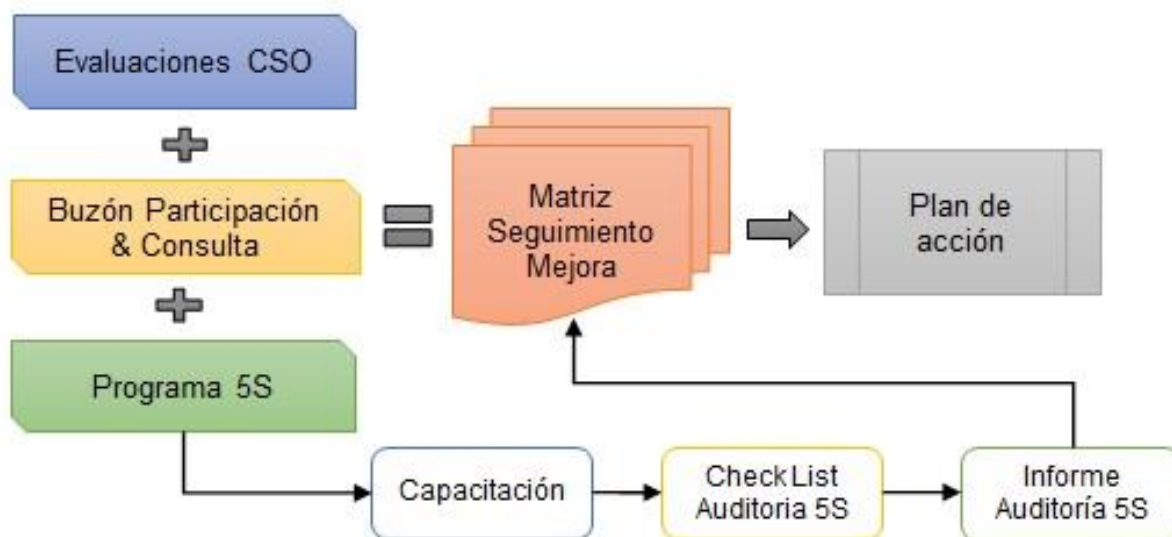 Evaluaciones CSO
Buzón Participación
& Consulta
Programa 5S
Matriz
Seguimiento
Mejora
Plan de
acción
Capacitación
Check List
Auditoria 5S
Informe
Auditoría 5S